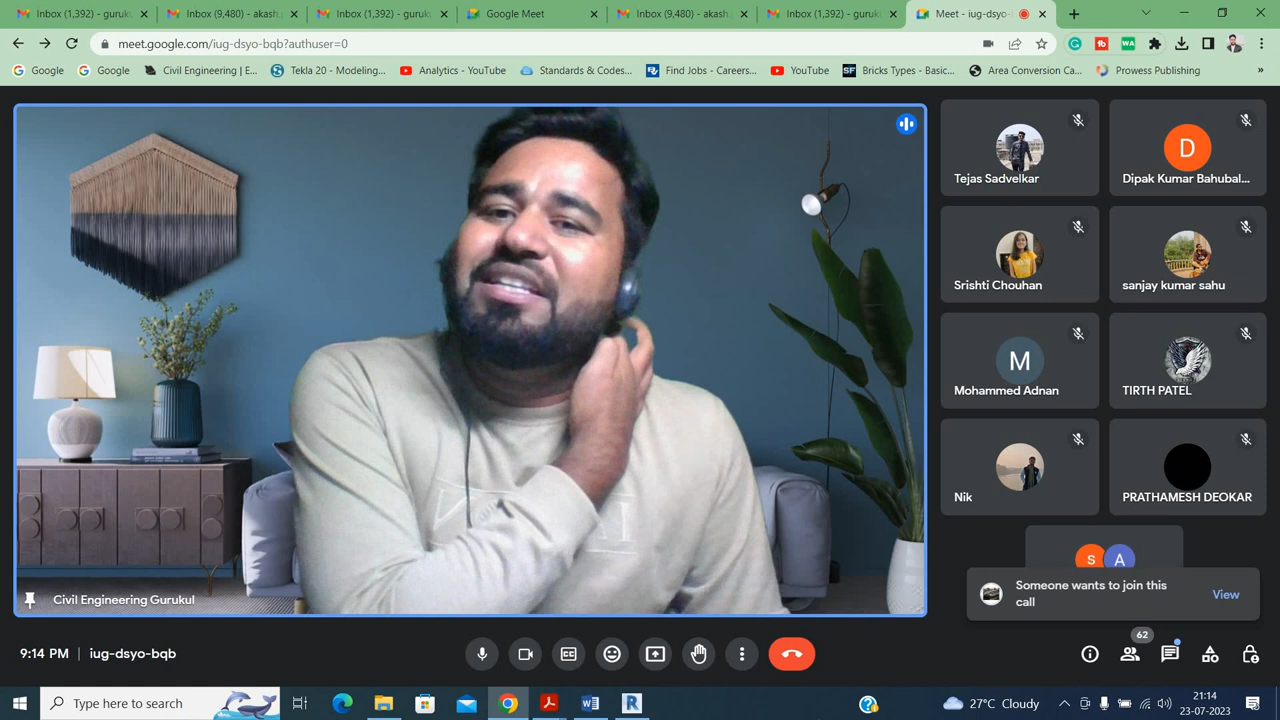 Inbox (1,392) - guruku
Inbox (9,480) - akash.
Inbox (1,392) - guruku
Google Meet
Inbox (9,480) - akash.
Inbox (1,392) - guruku
Meet - iug-dsyo-
meet.google.com/iug-dsyo-bqb?authuser=0
Google
Google
Civil Engineering | E...
Tekla 20 - Modeling...
Analytics - YouTube
Standards & Codes...
Find Jobs - Careers...
YouTube
SF
Bricks Types - Basic...
Area Conversion Ca...
Prowess Publishing
»
Tejas Sadvelkar
D
Dipak Kumar Bahubal...
Srishti Chouhan
sanjay kumar sahu
M
Mohammed Adnan
TIRTH PATEL
Nik
PRATHAMESH DEOKAR
S
A
Someone wants to join this
call
View
Civil Engineering Gurukul
9:14 PM | iug-dsyo-bqb
62
Type here to search
27°C Cloudy
21:14
23-07-2023